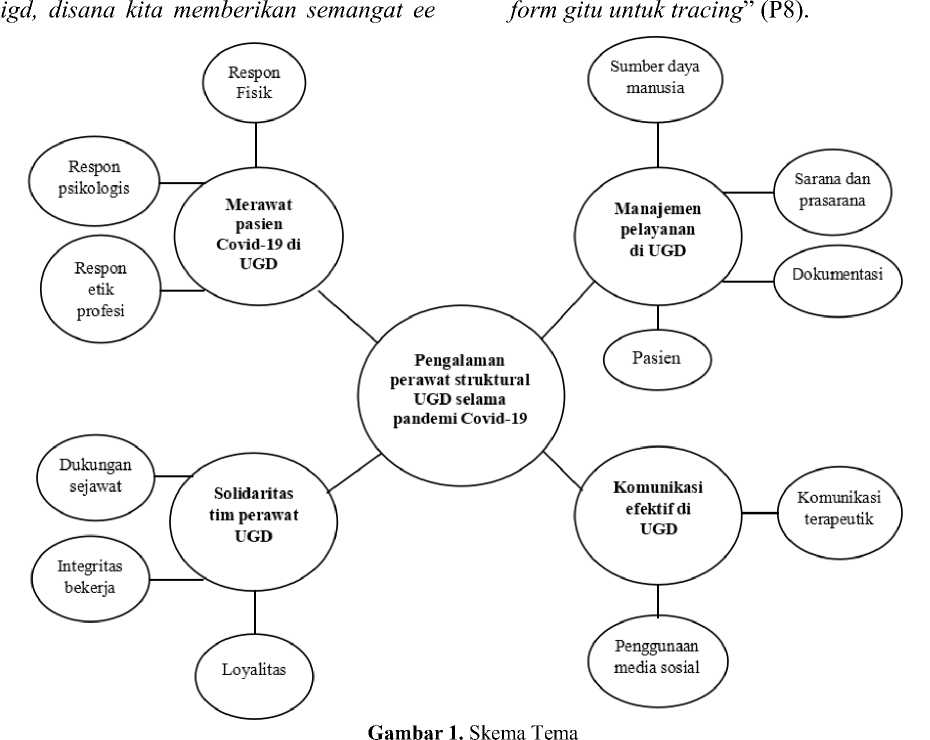 igd, disana kita memberikan semangat ee
form gitu untuk tracing” (P8).
Respon
Fisik
Respon
psikologis
Respon
etik
profesi
Merawat
pasien
Covid-19 di
UGD
Sumber daya
manusia
Sarana dan
prasarana
Dokumentasi
Pasien
Manajemen
pelayanan
di UGD
Pengalaman
perawat struktural
UGD selama
pandemi Covid-19
Dukungan
sejawat
Integritas
bekerja
Loyalitas
Solidaritas
tim perawat
UGD
Komunikasi
efektif di
UGD
Komunikasi
terapeutik
Penggunaan
media sosial
Gambar 1. Skema Tema